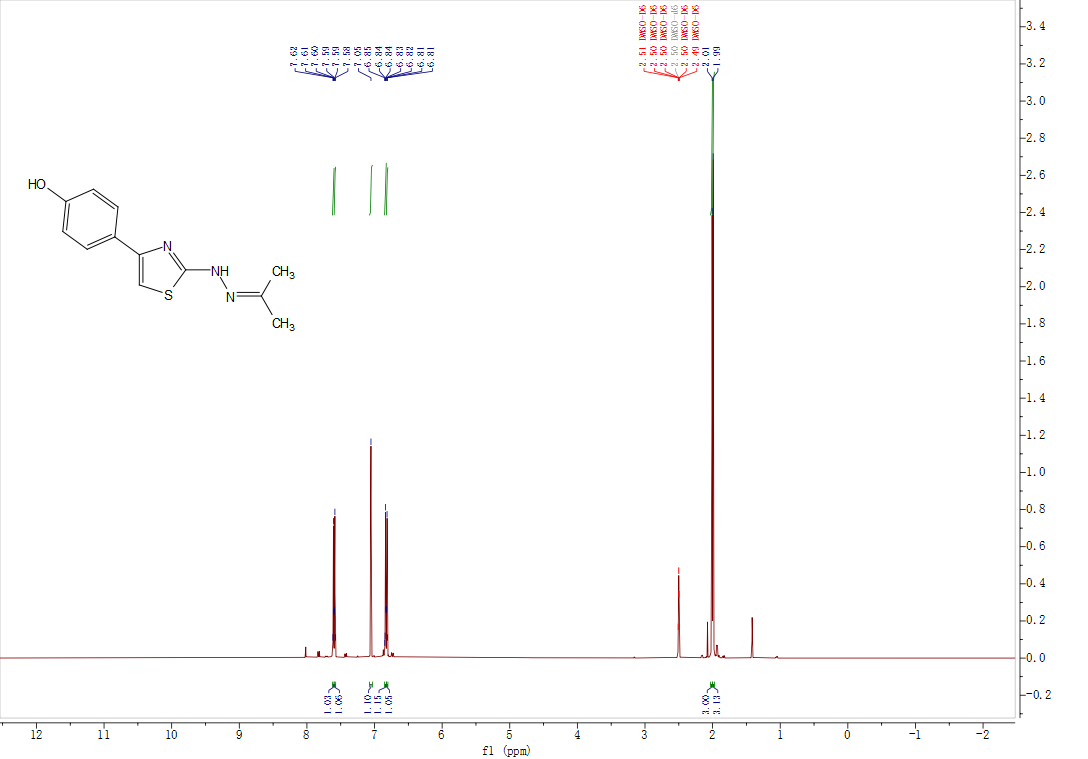 7.62
7.61
7.60
7.59
7.59
7.58
7.05
6.85
6.84
6.84
6.83
6.82
6.81
6.81
2.51 DMSO-D6
2.50 DMSO-D6
2.50 DMSO-D6
2.50 DMSO-d6
2.50 DMSO-D6
2.49 DMSO-D6
2.01
1.99
HO
N
S
NH
N
CH3
CH3
3.4
3.2
3.0
2.8
2.6
2.4
2.2
2.0
1.8
1.6
1.4
1.2
1.0
0.8
0.6
0.4
0.2
0.0
-0.2
1.03
1.06
1.10
1.15
1.05
3.00
3.13
12 11 10 9 8 7 6 5 4 3 2 1 0 -1 -2
f1 (ppm)